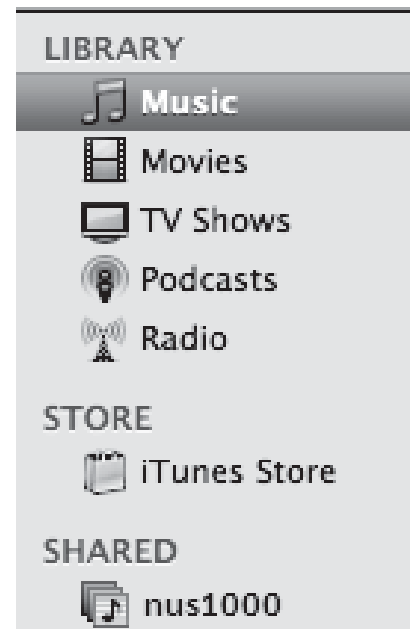 LIBRARY
Music
Movies
TV Shows
Podcasts
Radio
STORE
iTunes Store
SHARED
nus1000